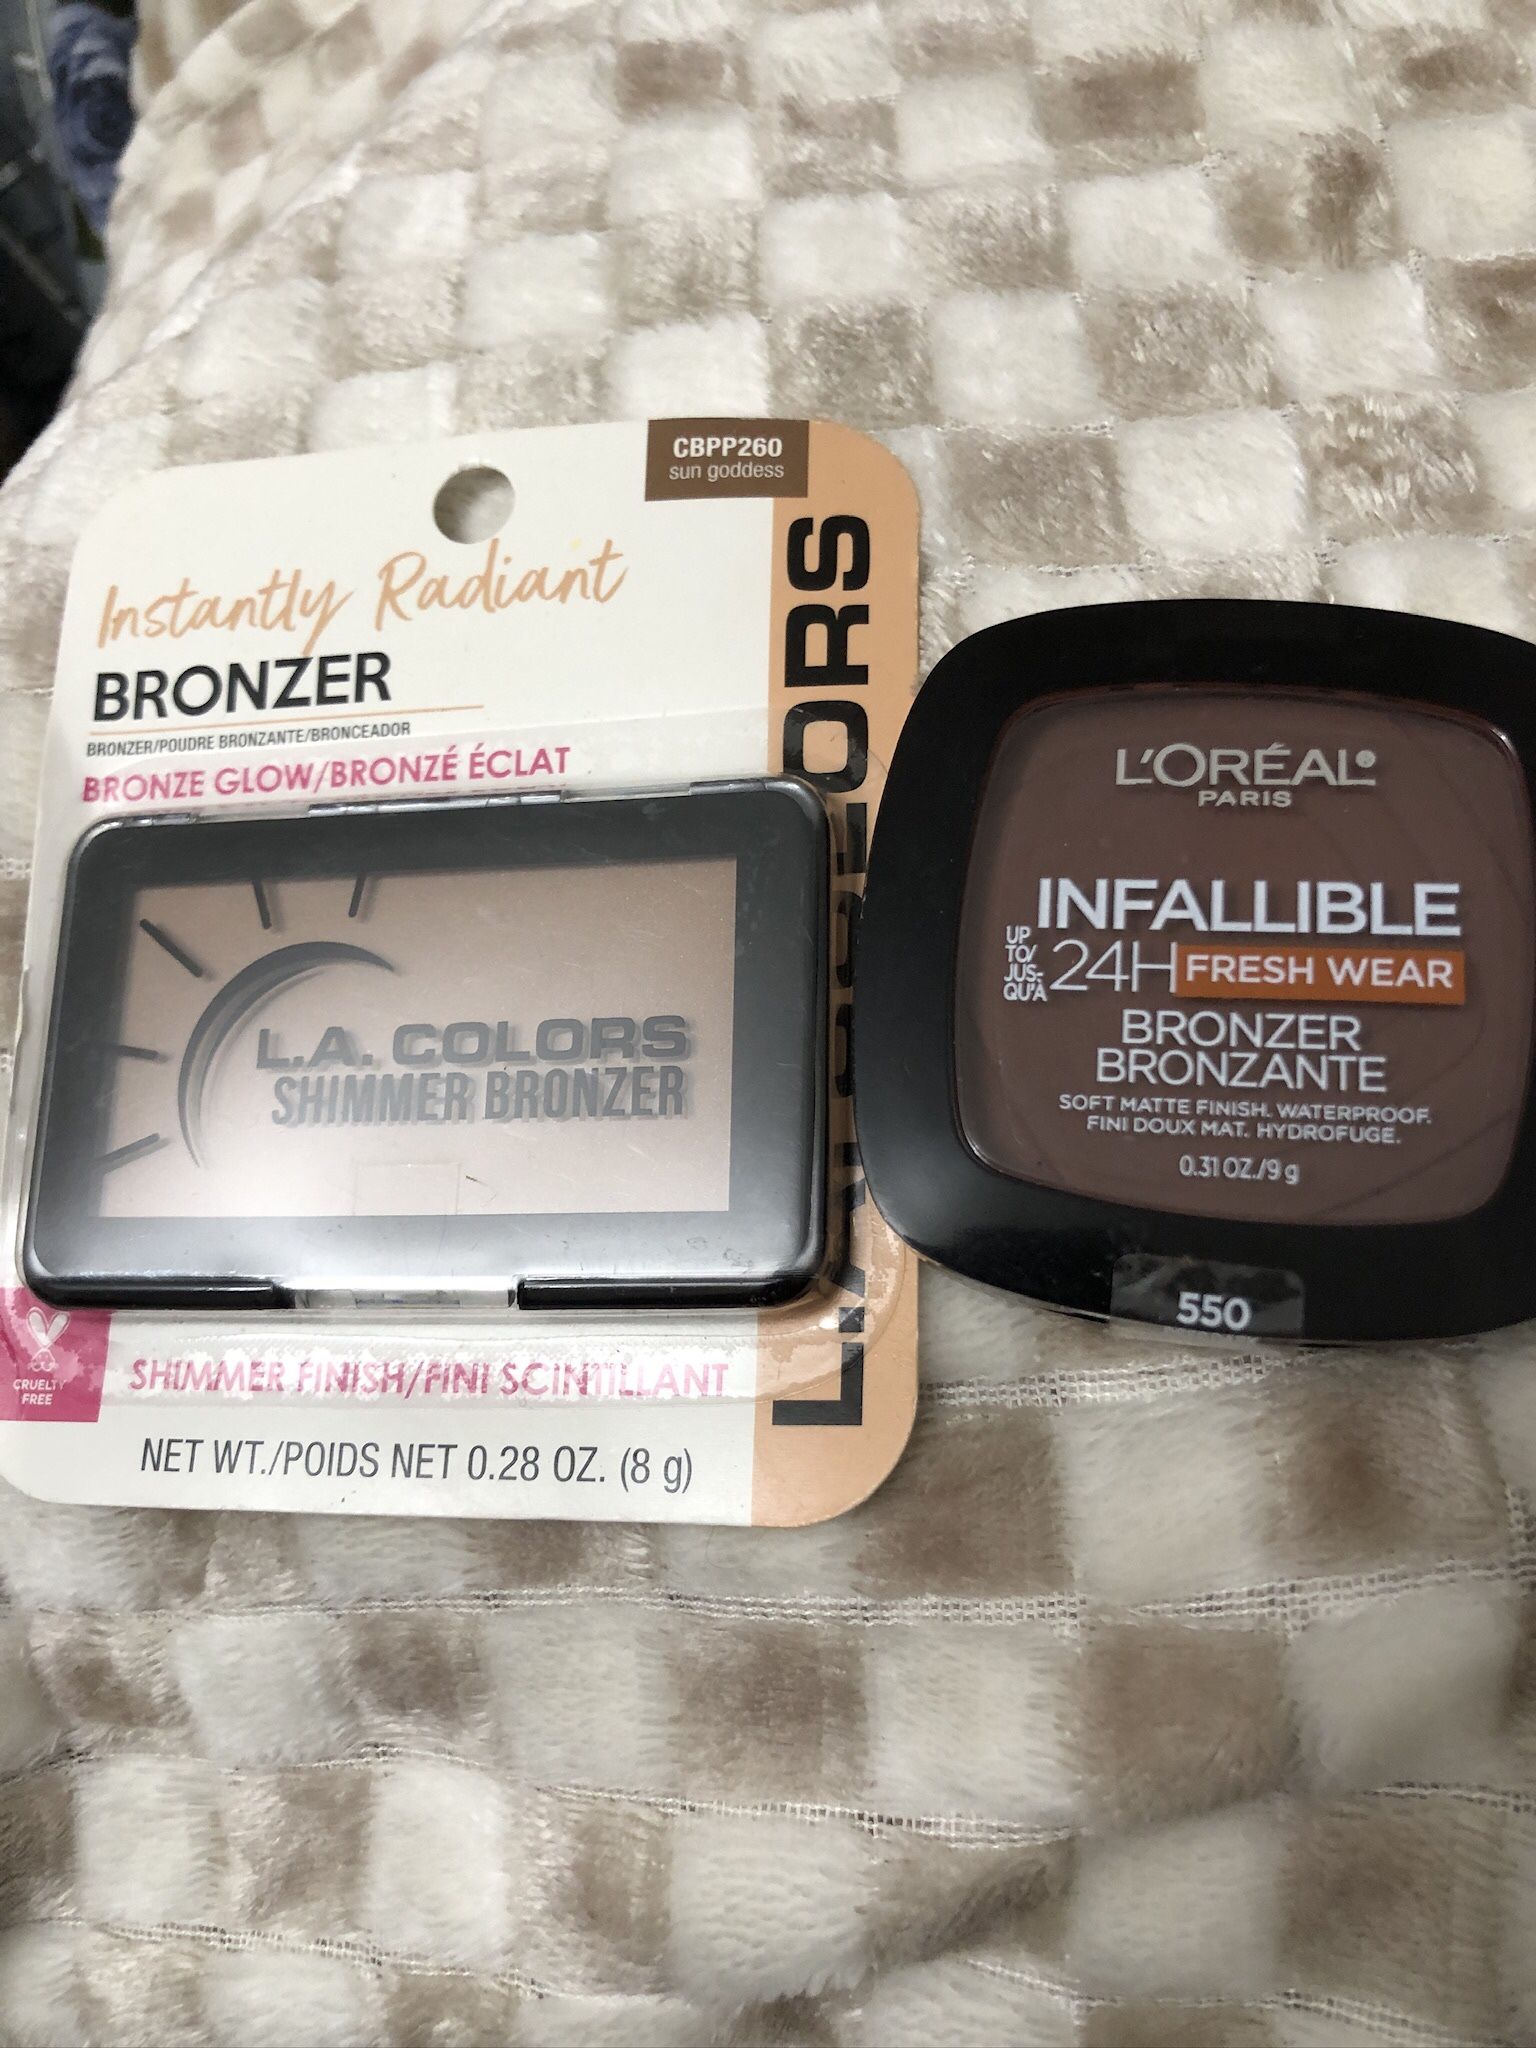 CBPP260
sun goddess
Instantly Radiant
BRONZER
BRONZER/POUDRE BRONZANTE/BRONCEADOR
BRONZE GLOW/BRONZÉ ÉCLAT
L.A. COLORS
SHIMMER BRONZER
CRUELTY
FREE
SHIMMER FINISH/FINI SCINTILLANT
NET WT./POIDS NET 0.28 OZ. (8 g)
L.A. COLORS
L'ORÉAL®
PARIS
INFALLIBLE
UP
TO/
JUS-
QU'À
24H FRESH WEAR
BRONZER
BRONZANTE
SOFT MATTE FINISH. WATERPROOF.
FINI DOUX MAT. HYDROFUGE.
0.31 OZ./9 g
550